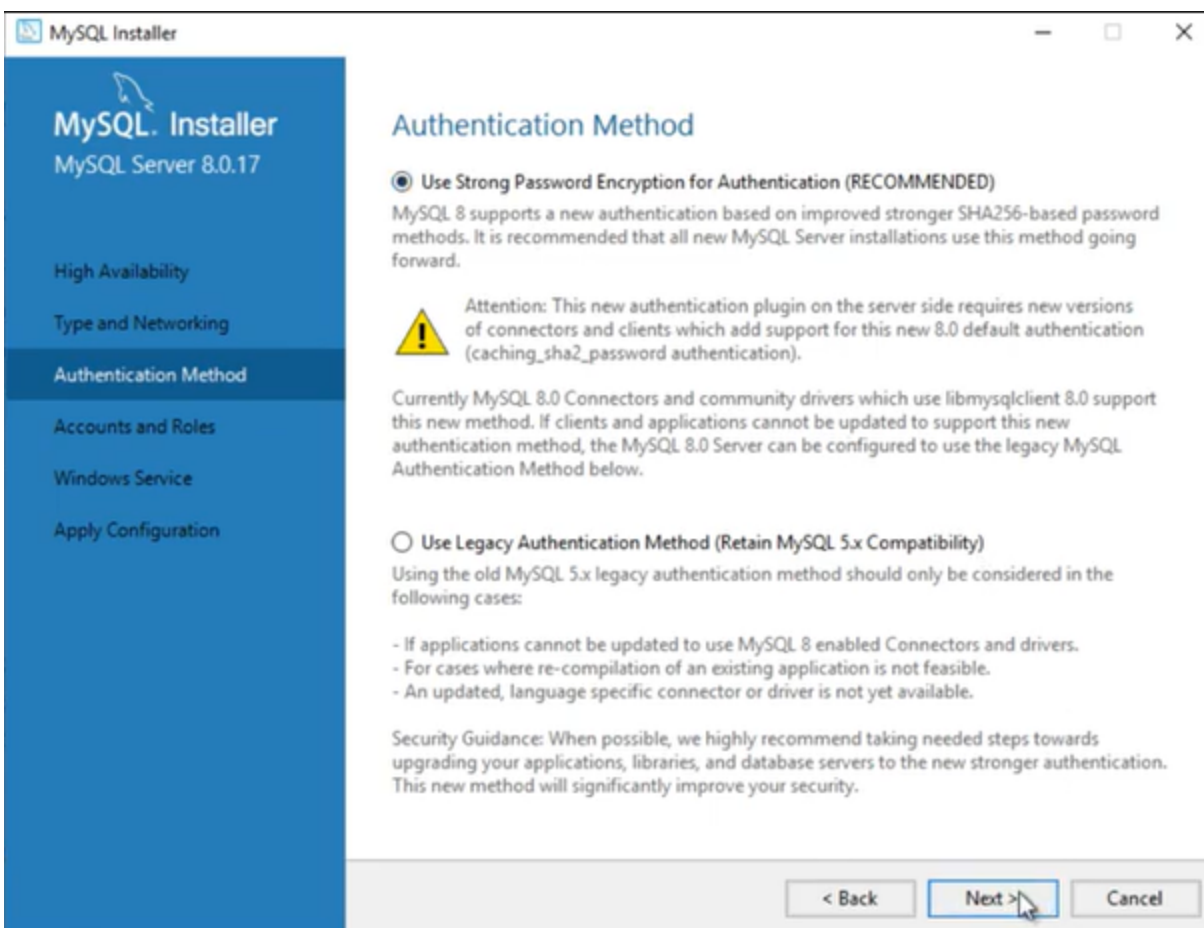 MySQL Installer
MySQL. Installer
MySQL Server 8.0.17
High Availability
Type and Networking
Authentication Method
Accounts and Roles
Windows Service
Apply Configuration
Authentication Method
Use Strong Password Encryption for Authentication (RECOMMENDED)
MySQL 8 supports a new authentication based on improved stronger SHA256-based password
methods. It is recommended that all new MySQL Server installations use this method going
forward.
Attention: This new authentication plugin on the server side requires new versions
of connectors and clients which add support for this new 8.0 default authentication
(caching_sha2_password authentication).
Currently MySQL 8.0 Connectors and community drivers which use libmysqlclient 8.0 support
this new method. If clients and applications cannot be updated to support this new
authentication method, the MySQL 8.0 Server can be configured to use the legacy MySQL
Authentication Method below.
Use Legacy Authentication Method (Retain MySQL 5.x Compatibility)
Using the old MySQL 5.x legacy authentication method should only be considered in the
following cases:
- If applications cannot be updated to use MySQL 8 enabled Connectors and drivers.
- For cases where re-compilation of an existing application is not feasible.
- An updated, language specific connector or driver is not yet available.
Security Guidance: When possible, we highly recommend taking needed steps towards
upgrading your applications, libraries, and database servers to the new stronger authentication.
This new method will significantly improve your security.
< Back
Next >
Cancel